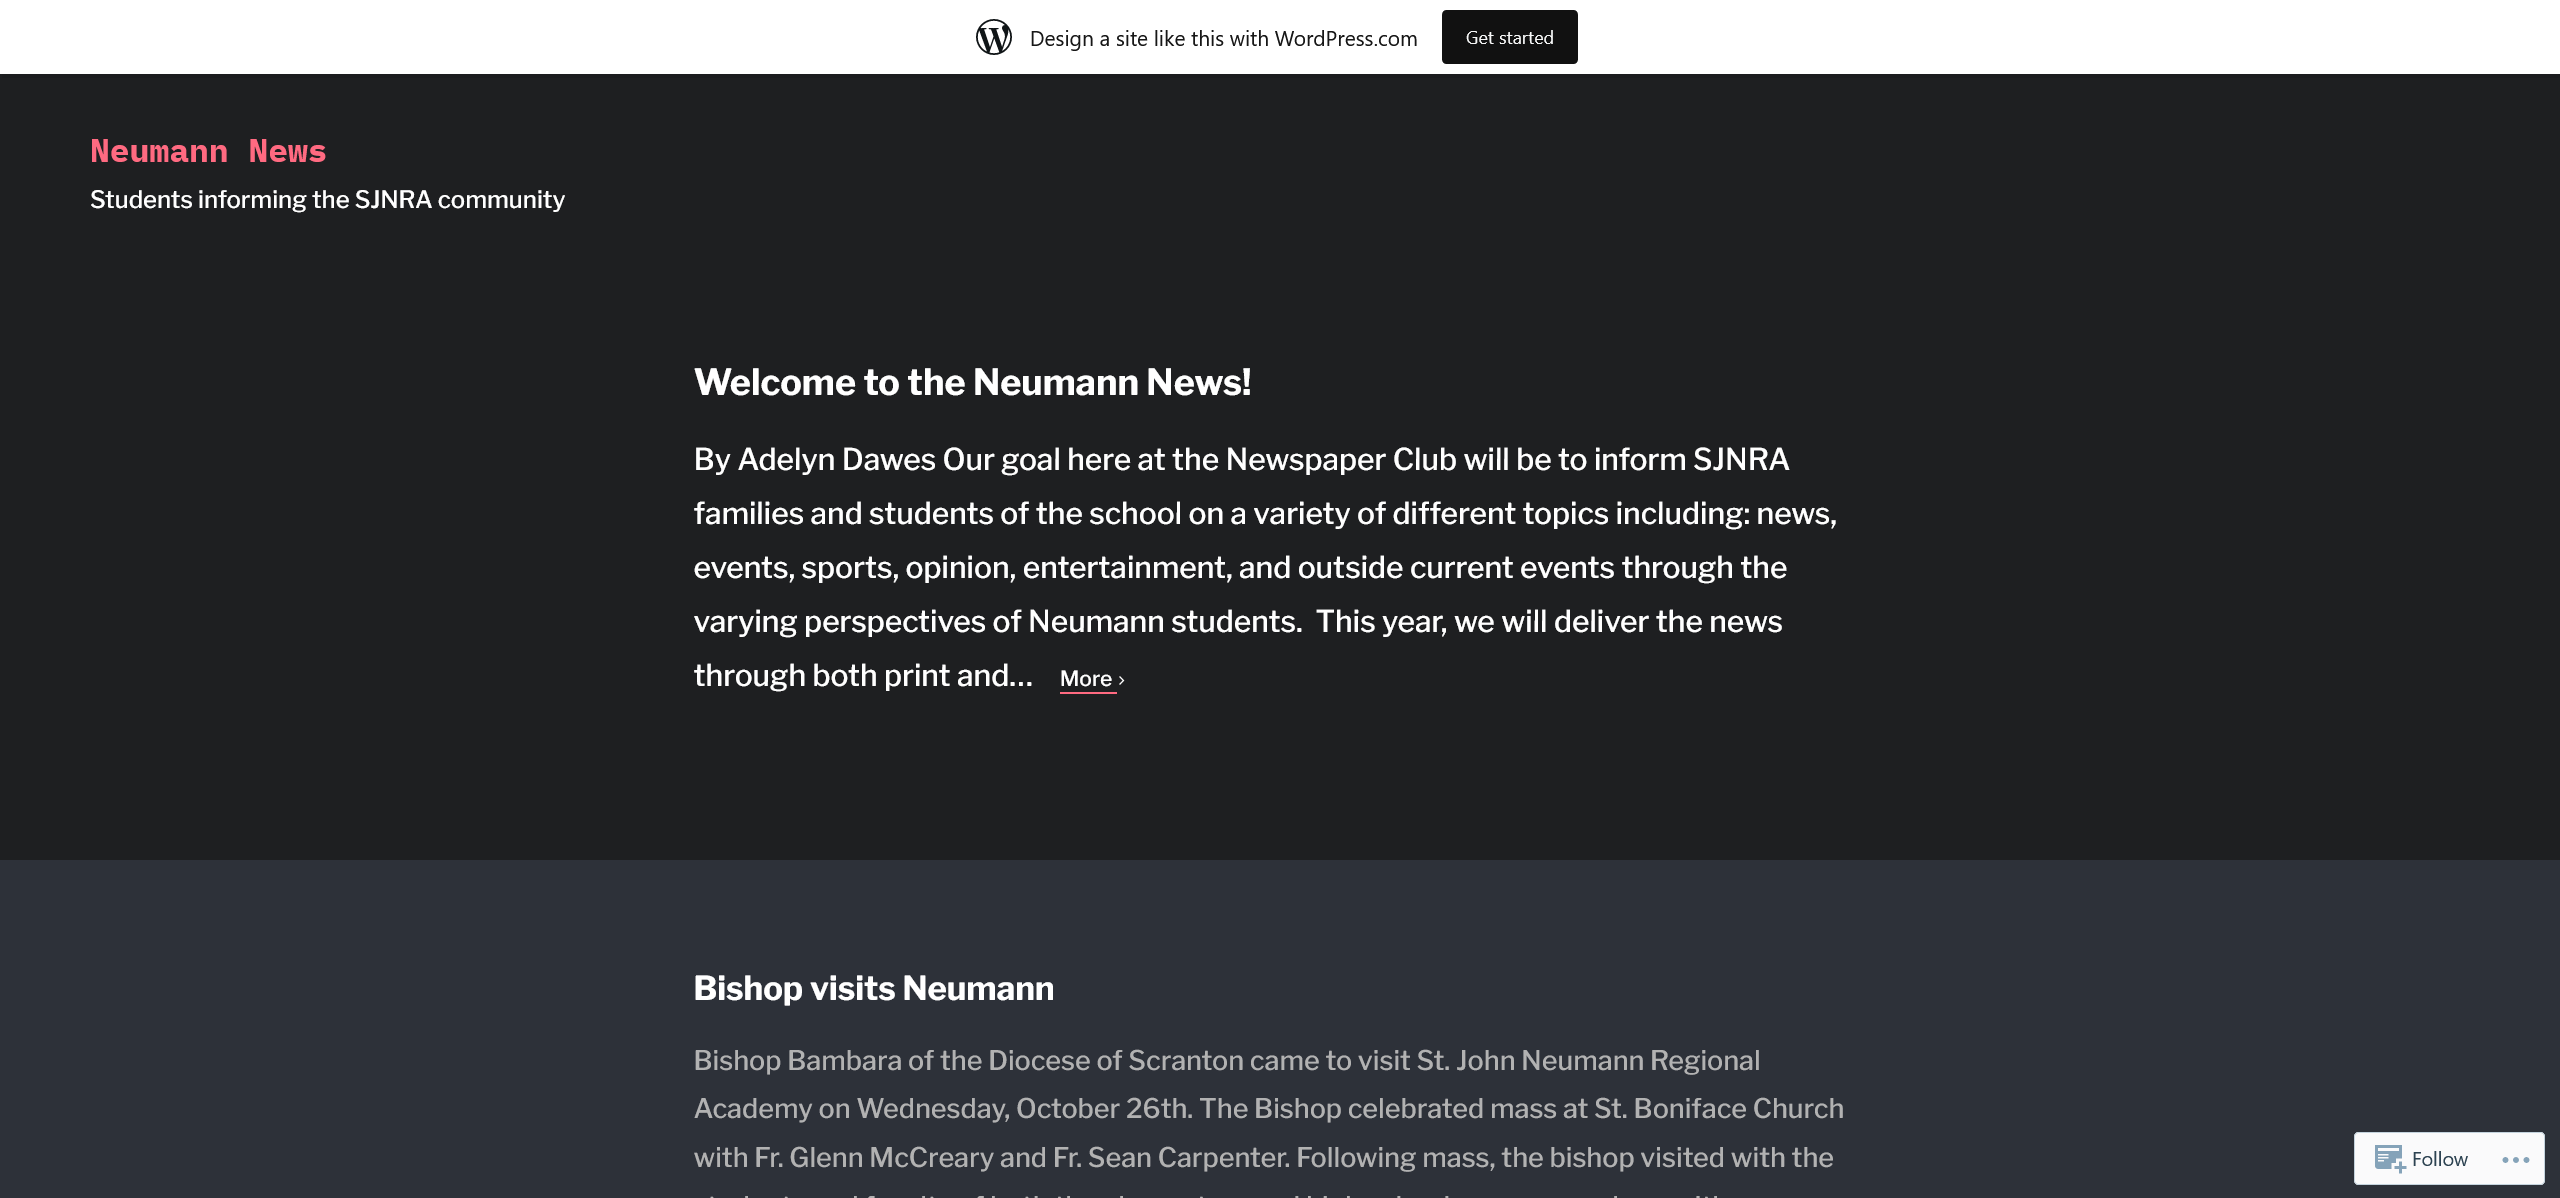 Design a site like this with WordPress.com
Get started
Neumann News
Students informing the SJNRA community
Welcome to the Neumann News!
By Adelyn Dawes Our goal here at the Newspaper Club will be to inform SJNRA
families and students of the school on a variety of different topics including: news,
events, sports, opinion, entertainment, and outside current events through the
varying perspectives of Neumann students.  This year, we will deliver the news
through both print and… More ›
Bishop visits Neumann
Bishop Bambara of the Diocese of Scranton came to visit St. John Neumann Regional
Academy on Wednesday, October 26th. The Bishop celebrated mass at St. Boniface Church
with Fr. Glenn McCreary and Fr. Sean Carpenter. Following mass, the bishop visited with the
Follow